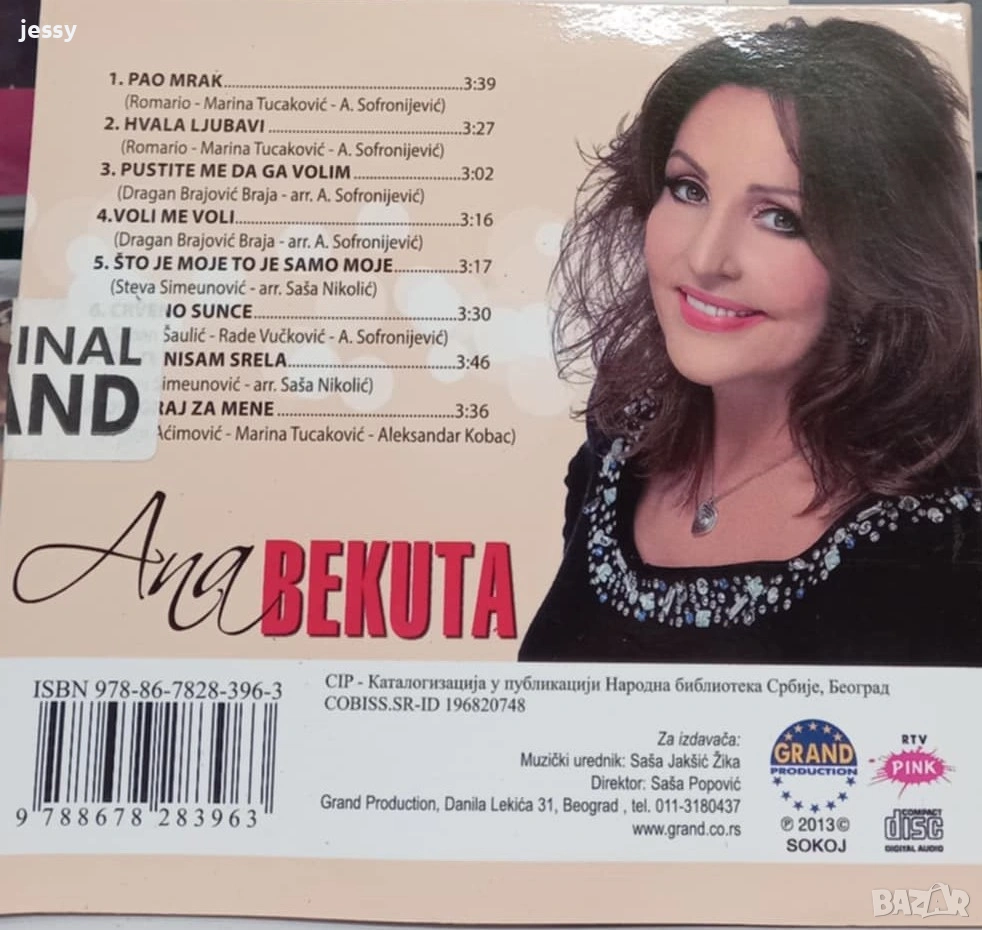 jessy
1. PAO MRAK 3:39
(Romario - Marina Tucaković - A. Sofronijević)
2. HVALA LJUBAVI 3:27
(Romario - Marina Tucaković - A. Sofronijević)
3. PUSTITE ME DA GA VOLIM 3:02
(Dragan Brajović Braja - arr. A. Sofronijević)
4.VOLI ME VOLI 3:16
(Dragan Brajović Braja - arr. A. Sofronijević)
5. ŠTO JE MOJE TO JE SAMO MOJE 3:17
(Steva Simeunović - arr. Saša Nikolić)
6. CRVENO SUNCE 3:30
Šaulić - Rade Vučković - A. Sofronijević)
NISAM SRELA 3:46
Simeunović - arr. Saša Nikolić)
RAJ ZA MENE 3:36
Aćimović - Marina Tucaković - Aleksandar Kobac)
INAL
AND
Ana BEKUTA
ISBN 978-86-7828-396-3
9 788678 283963
CIP - Каталогизација у публикацији Народна библиотека Србије, Београд
COBISS.SR-ID 196820748
Za izdavača:
Muzički urednik: Saša Jakšić Žika
Direktor: Saša Popović
Grand Production, Danila Lekića 31, Beograd , tel. 011-3180437
www.grand.co.rs
GRAND
PRODUCTION
℗ 2013 ©
SOKOJ
RTV
PINK
COMPACT
disc
DIGITAL AUDIO
BAZAR